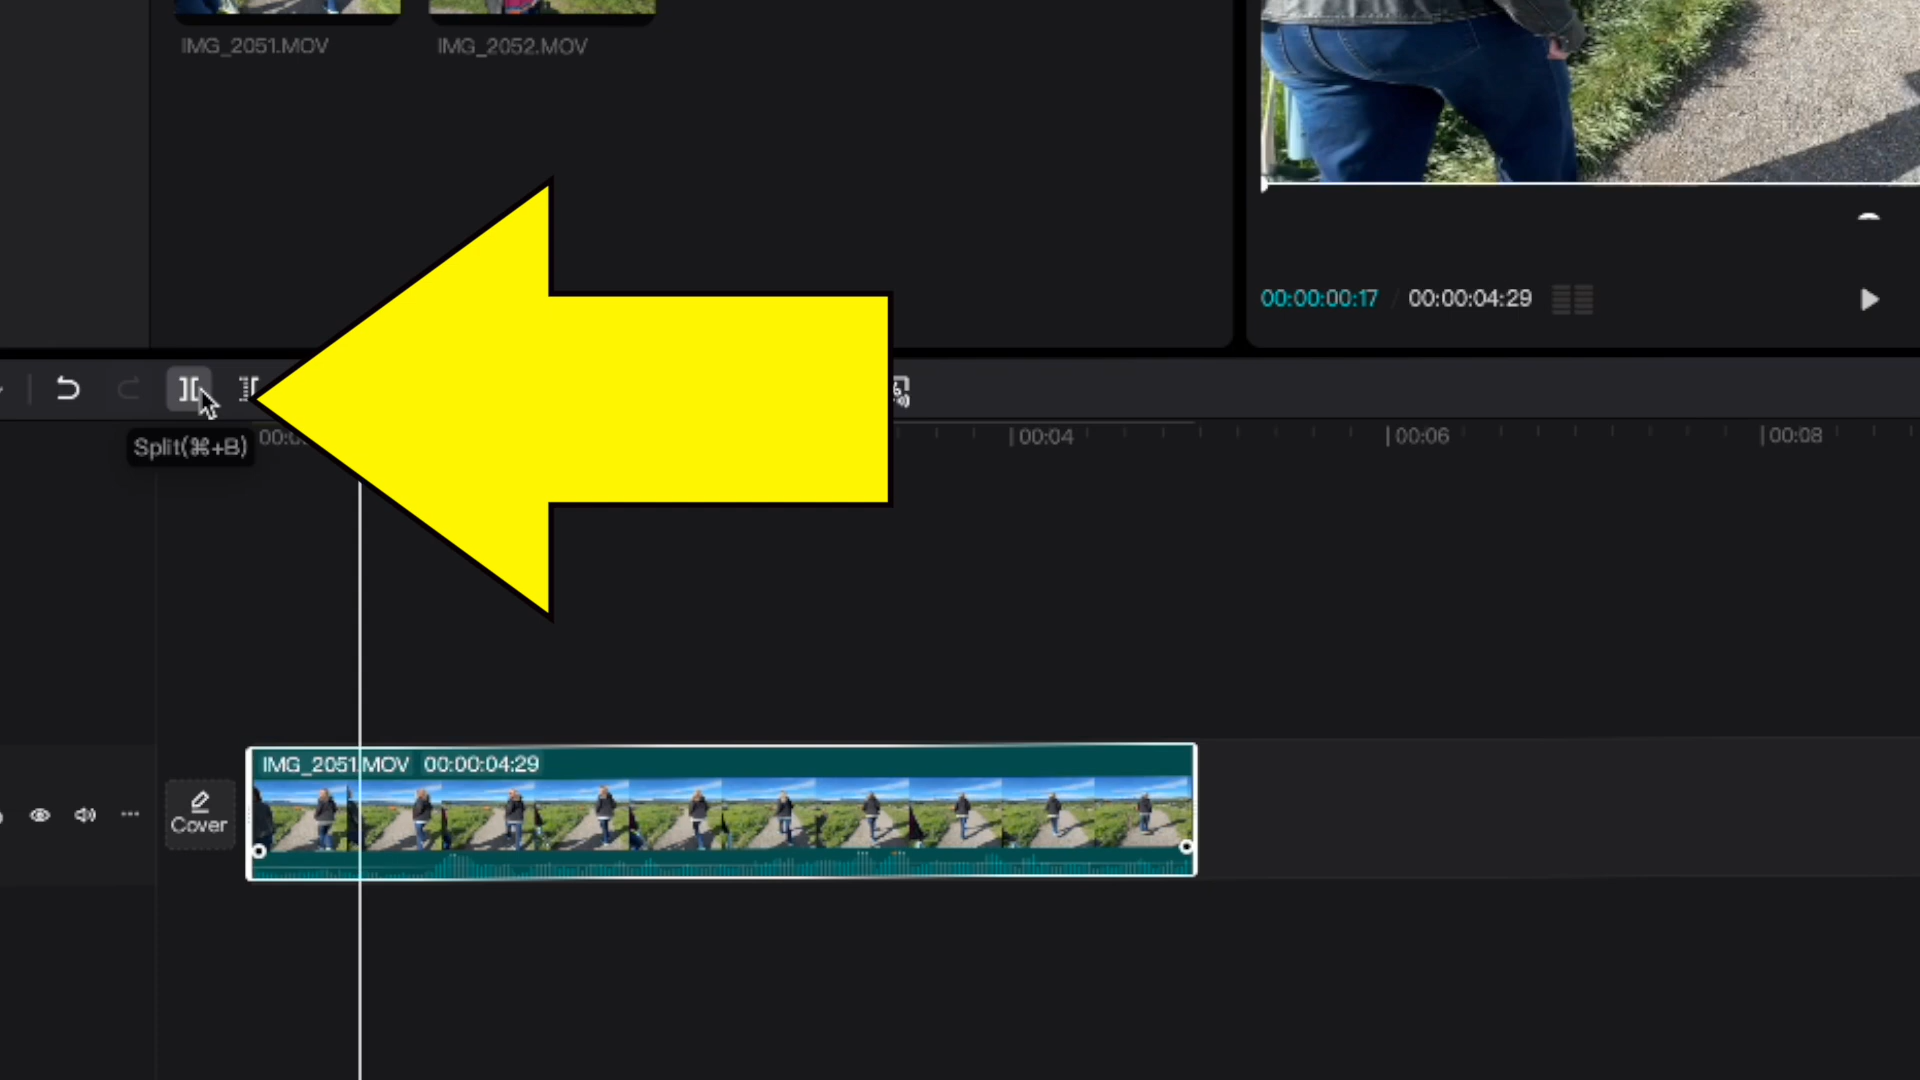 IMG_2051.MOV
IMG_2052.MOV
00:00:00:17 / 00:00:04:29
Split(⌘+B)
00:04
00:06
00:08
IMG_2051.MOV 00:00:04:29
Cover